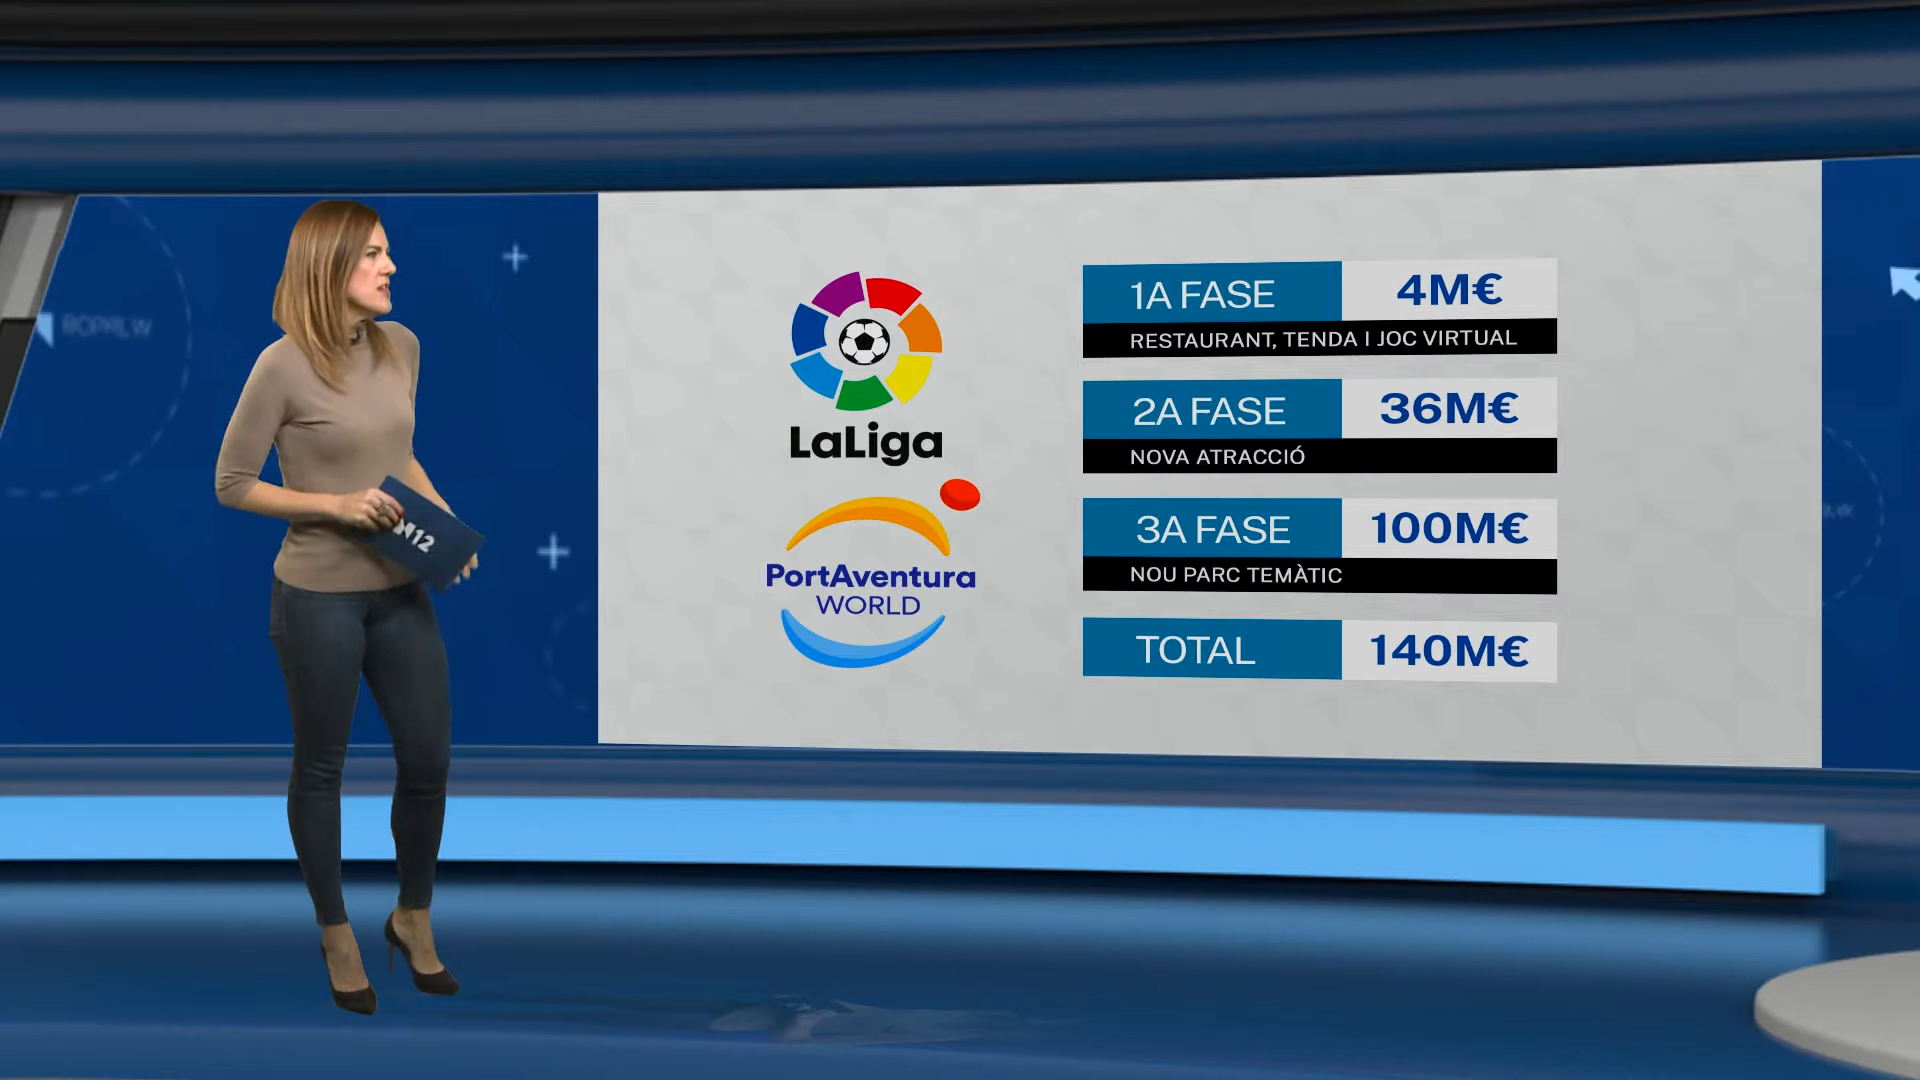 LaLiga
PortAventura
WORLD
1A FASE 4M€
RESTAURANT, TENDA I JOC VIRTUAL
2A FASE 36M€
NOVA ATRACCIÓ
3A FASE 100M€
NOU PARC TEMÀTIC
TOTAL 140M€
N12